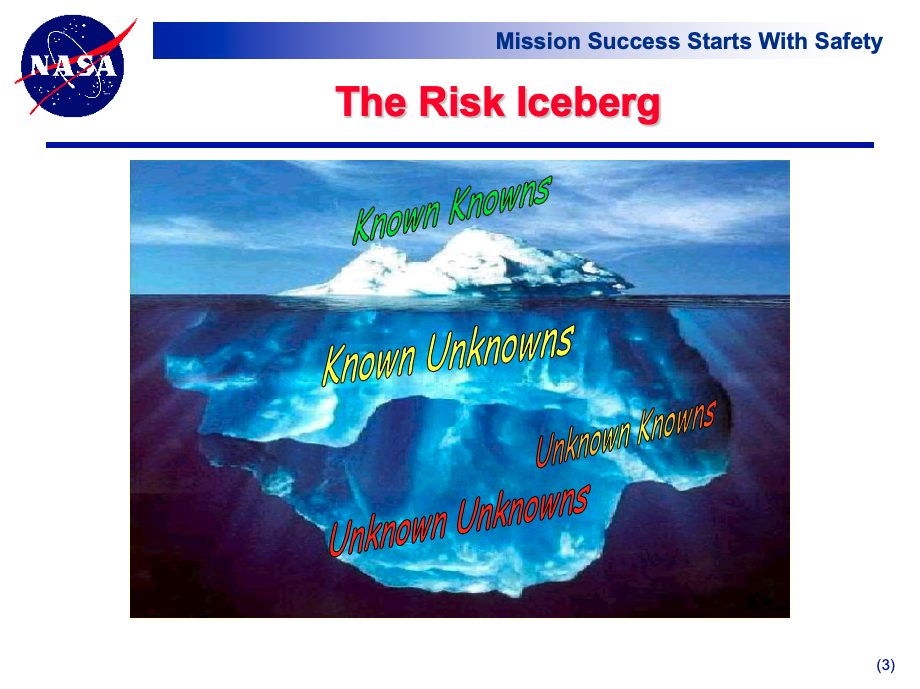 NASA
Mission Success Starts With Safety
The Risk Iceberg
Known Knowns
Known Unknowns
Unknown Knowns
Unknown Unknowns
(3)